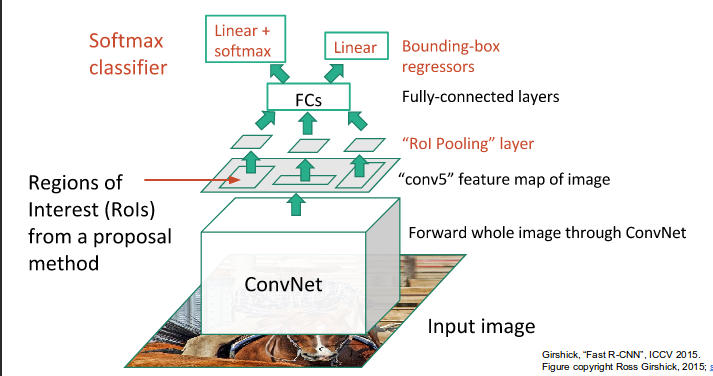 Softmax
classifier
Linear +
softmax
Linear
Bounding-box
regressors
FCs
Fully-connected layers
"RoI Pooling" layer
Regions of
Interest (RoIs)
from a proposal
method
"conv5" feature map of image
Forward whole image through ConvNet
ConvNet
Input image
Girshick, "Fast R-CNN", ICCV 2015.
Figure copyright Ross Girshick, 2015;